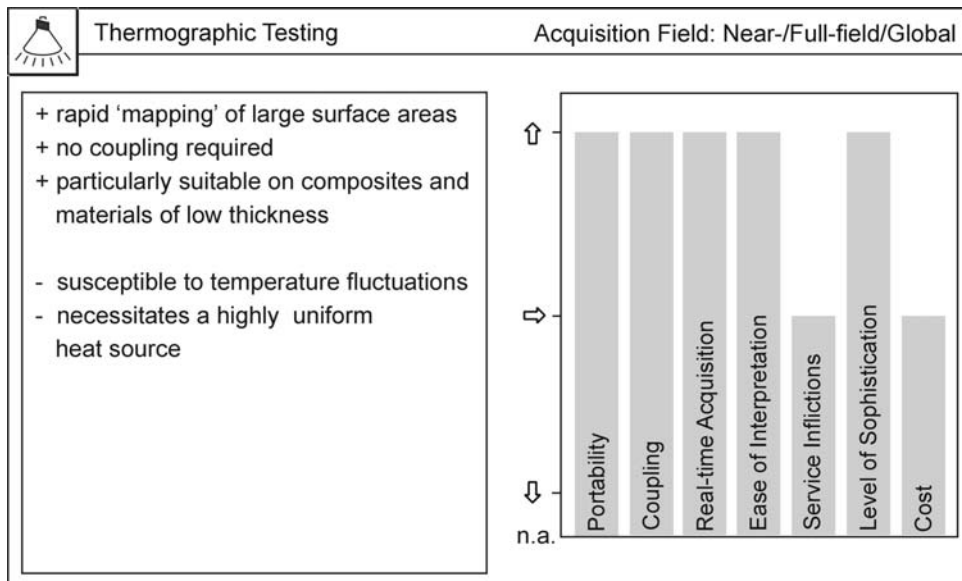 Thermographic Testing
Acquisition Field: Near-/Full-field/Global
+ rapid ‘mapping’ of large surface areas
+ no coupling required
+ particularly suitable on composites and
materials of low thickness
- susceptible to temperature fluctuations
- necessitates a highly uniform
heat source
⇧
⇨
⇩
n.a.
Portability
Coupling
Real-time Acquisition
Ease of Interpretation
Service Inflictions
Level of Sophistication
Cost